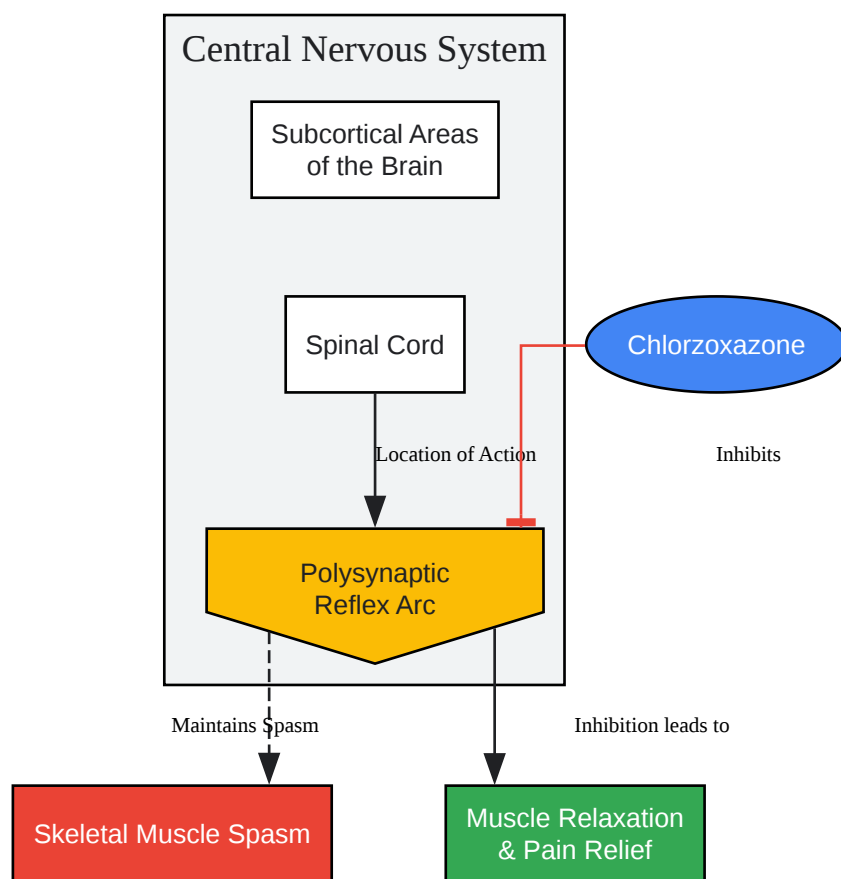 Central Nervous System
Subcortical Areas
of the Brain
Spinal Cord
Chlorzoxazone
Location of Action
Inhibits
Polysynaptic
Reflex Arc
Maintains Spasm
Inhibition leads to
Skeletal Muscle Spasm
Muscle Relaxation
& Pain Relief